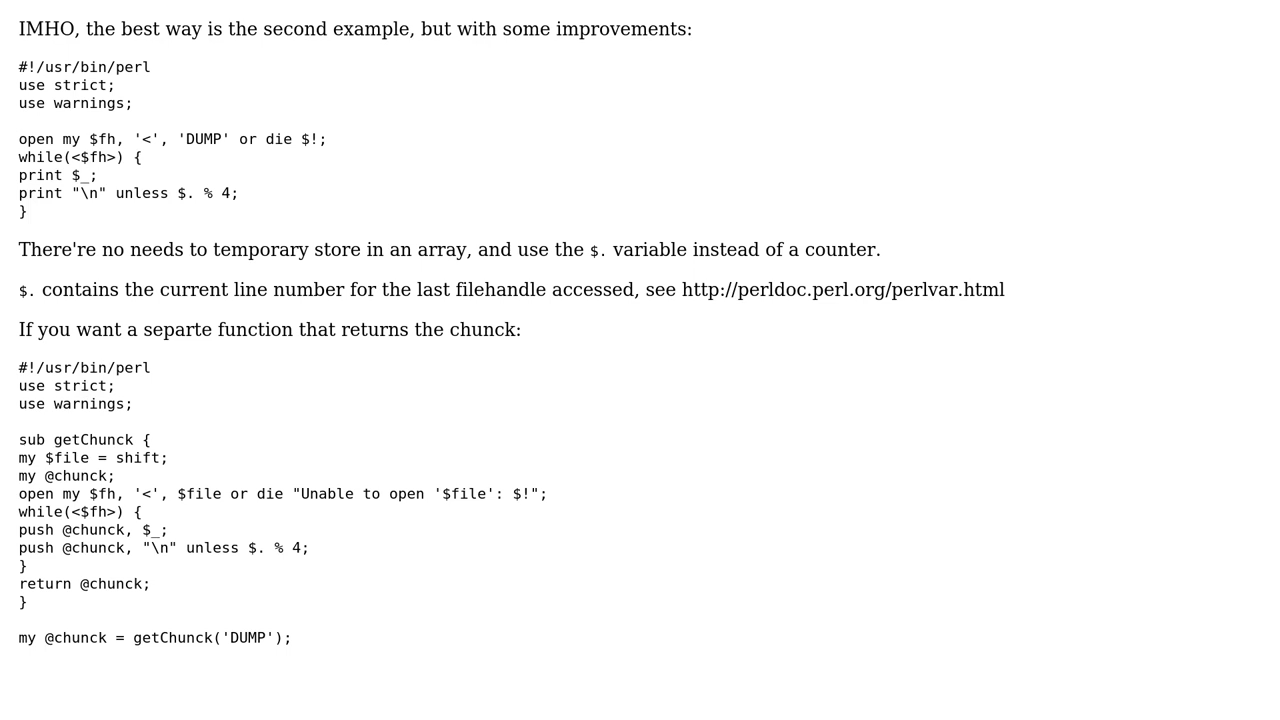 IMHO, the best way is the second example, but with some improvements:
#!/usr/bin/perl
use strict;
use warnings;
open my $fh, '<', 'DUMP' or die $!;
while(<$fh>) {
print $_;
print "\n" unless $. % 4;
}
There're no needs to temporary store in an array, and use the $. variable instead of a counter.
$. contains the current line number for the last filehandle accessed, see http://perldoc.perl.org/perlvar.html
If you want a separte function that returns the chunck:
#!/usr/bin/perl
use strict;
use warnings;
sub getChunck {
my $file = shift;
my @chunck;
open my $fh, '<', $file or die "Unable to open '$file': $!";
while(<$fh>) {
push @chunck, $_;
push @chunck, "\n" unless $. % 4;
}
return @chunck;
}
my @chunck = getChunck('DUMP');